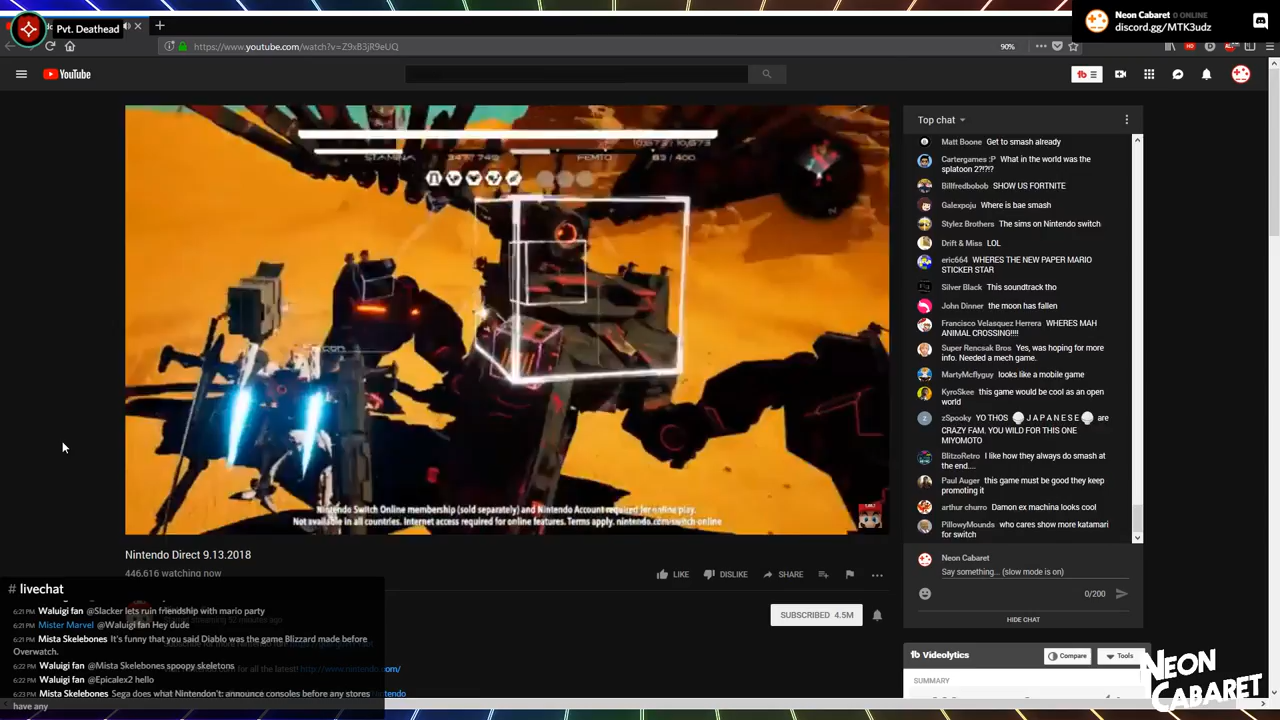 Pvt. Deathead
Neon Cabaret 0 ONLINE
discord.gg/MTK3udz
https://www.youtube.com/watch?v=Z9xB3jR9eUQ
90%
YouTube
Top chat
Matt Boone Get to smash already
Cartergames :P What in the world was the
splatoon 2?!?!?
Billfredbobob SHOW US FORTNITE
Galexpoju Where is bae smash
Stylez Brothers The sims on Nintendo switch
Drift & Miss LOL
eric664 WHERES THE NEW PAPER MARIO
STICKER STAR
Silver Black This soundtrack tho
John Dinner the moon has fallen
Francisco Velasquez Herrera WHERES MAH
ANIMAL CROSSING!!!!
Super Rencsak Bros Yes, was hoping for more
info. Needed a mech game.
MartyMcflyguy looks like a mobile game
KyroSkee this game would be cool as an open
world
zSpooky YO THOS J A P A N E S E are
CRAZY FAM. YOU WILD FOR THIS ONE
MIYOMOTO
BlitzoRetro I like how they always do smash at
the end....
Paul Auger this game must be good they keep
promoting it
arthur churro Damon ex machina looks cool
PillowyMounds who cares show more katamari
for switch
Neon Cabaret
Say something... (slow mode is on)
0/200
HIDE CHAT
STAMINA
FEMTO
Nintendo Switch Online membership (sold separately) and Nintendo Account required for online play.
Not available in all countries. Internet access required for online features. Terms apply. nintendo.com/switch-online
Nintendo Direct 9.13.2018
446,616 watching now
LIKE DISLIKE SHARE
SUBSCRIBED 4.5M
# livechat
6:21 PM Waluigi fan @Slacker lets ruin friendship with mario party
6:21 PM Mister Marvel @Waluigi fan Hey dude
6:21 PM Mista Skelebones It's funny that you said Diablo was the game Blizzard made before
Overwatch.
6:22 PM Waluigi fan @Mista Skelebones spoopy skeletons
6:22 PM Waluigi fan @Epicalex2 hello
6:23 PM Mista Skelebones Sega does what Nintendon't: announce consoles before any stores
have any
tb Videolytics Compare Tools
SUMMARY
NEON
CABARET